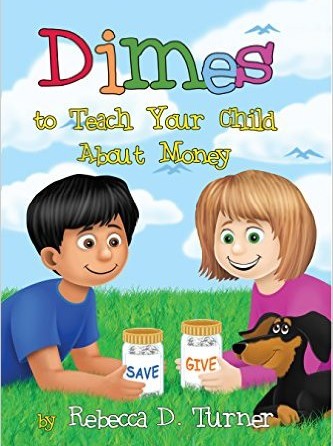 Dimes
to Teach Your Child
About Money
SAVE
GIVE
by Rebecca D. Turner